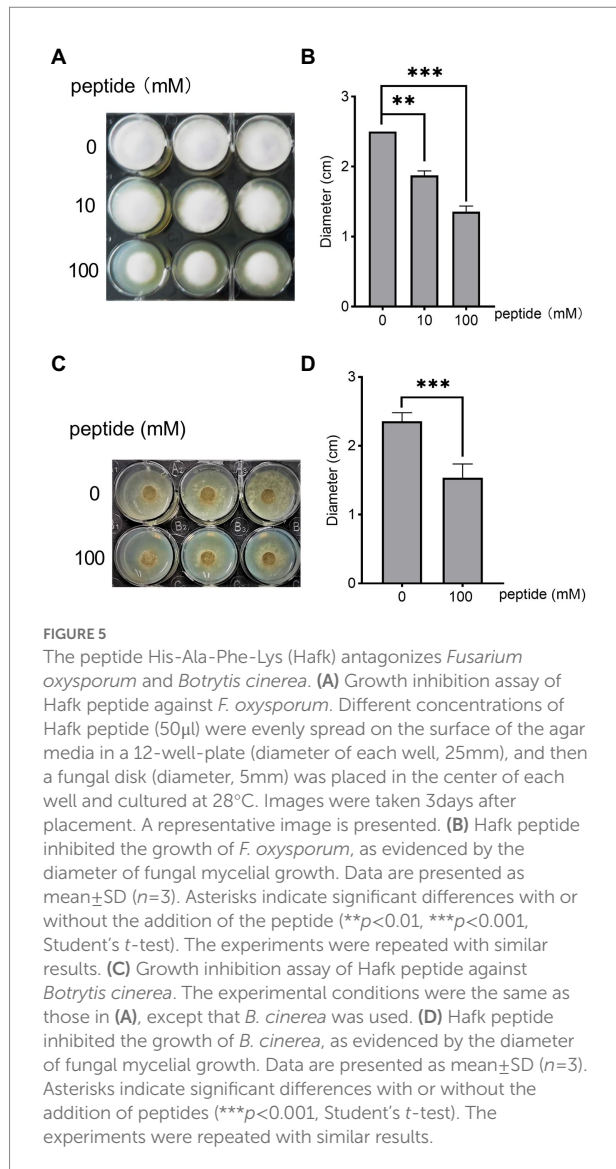 A
peptide（mM）
0
10
100
B
***
**
3
2
1
0
Diameter (cm)
0 10 100
peptide（mM）
C
peptide (mM)
0
100
A2
B2
B3
D
***
3
2
1
0
Diameter (cm)
0 100
peptide (mM)
FIGURE 5
The peptide His-Ala-Phe-Lys (Hafk) antagonizes Fusarium
oxysporum and Botrytis cinerea. (A) Growth inhibition assay of
Hafk peptide against F. oxysporum. Different concentrations of
Hafk peptide (50μl) were evenly spread on the surface of the agar
media in a 12-well-plate (diameter of each well, 25mm), and then
a fungal disk (diameter, 5mm) was placed in the center of each
well and cultured at 28°C. Images were taken 3days after
placement. A representative image is presented. (B) Hafk peptide
inhibited the growth of F. oxysporum, as evidenced by the
diameter of fungal mycelial growth. Data are presented as
mean±SD (n=3). Asterisks indicate significant differences with or
without the addition of the peptide (**p<0.01, ***p<0.001,
Student's t-test). The experiments were repeated with similar
results. (C) Growth inhibition assay of Hafk peptide against
Botrytis cinerea. The experimental conditions were the same as
those in (A), except that B. cinerea was used. (D) Hafk peptide
inhibited the growth of B. cinerea, as evidenced by the diameter
of fungal mycelial growth. Data are presented as mean±SD (n=3).
Asterisks indicate significant differences with or without the
addition of peptides (***p<0.001, Student's t-test). The
experiments were repeated with similar results.